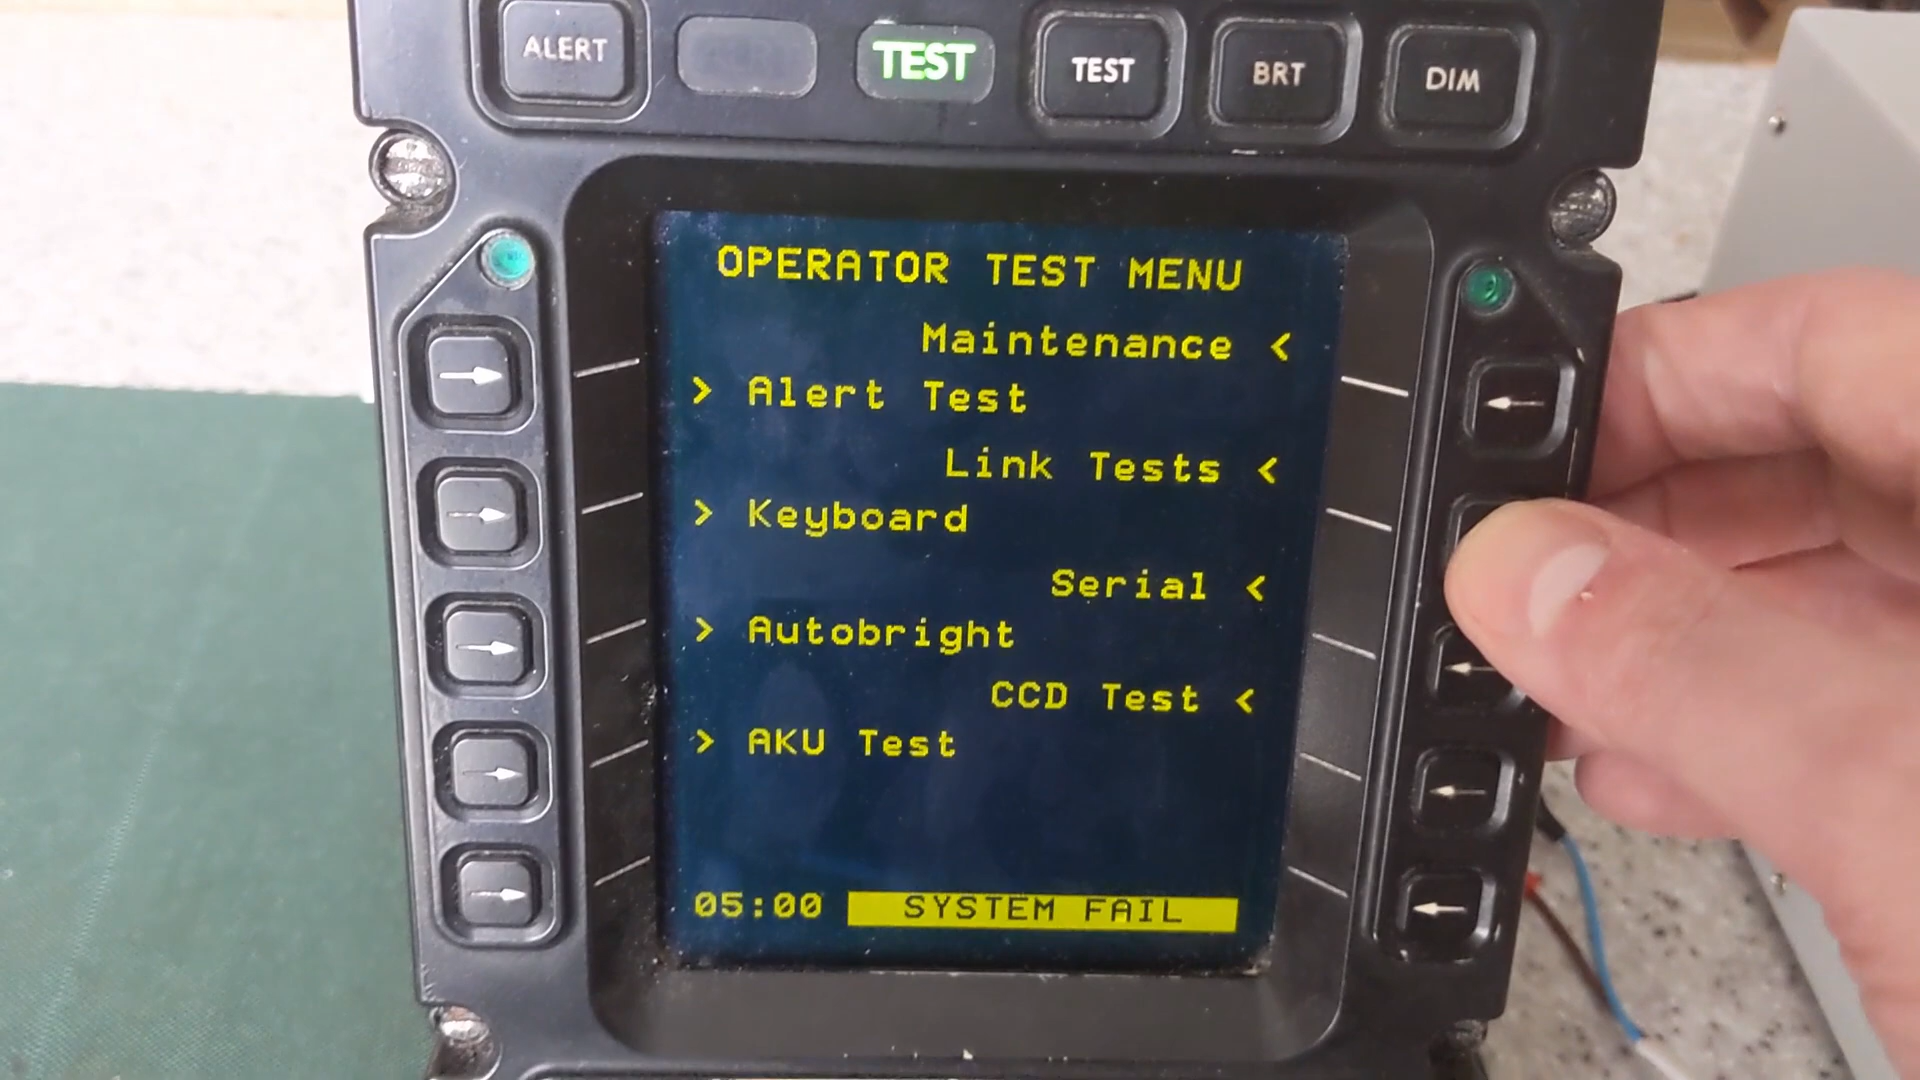 ALERT
TEST
TEST
BRT
DIM
OPERATOR TEST MENU
Maintenance <
> Alert Test
Link Tests <
> Keyboard
Serial <
> Autobright
CCD Test <
> AKU Test
05:00 SYSTEM FAIL